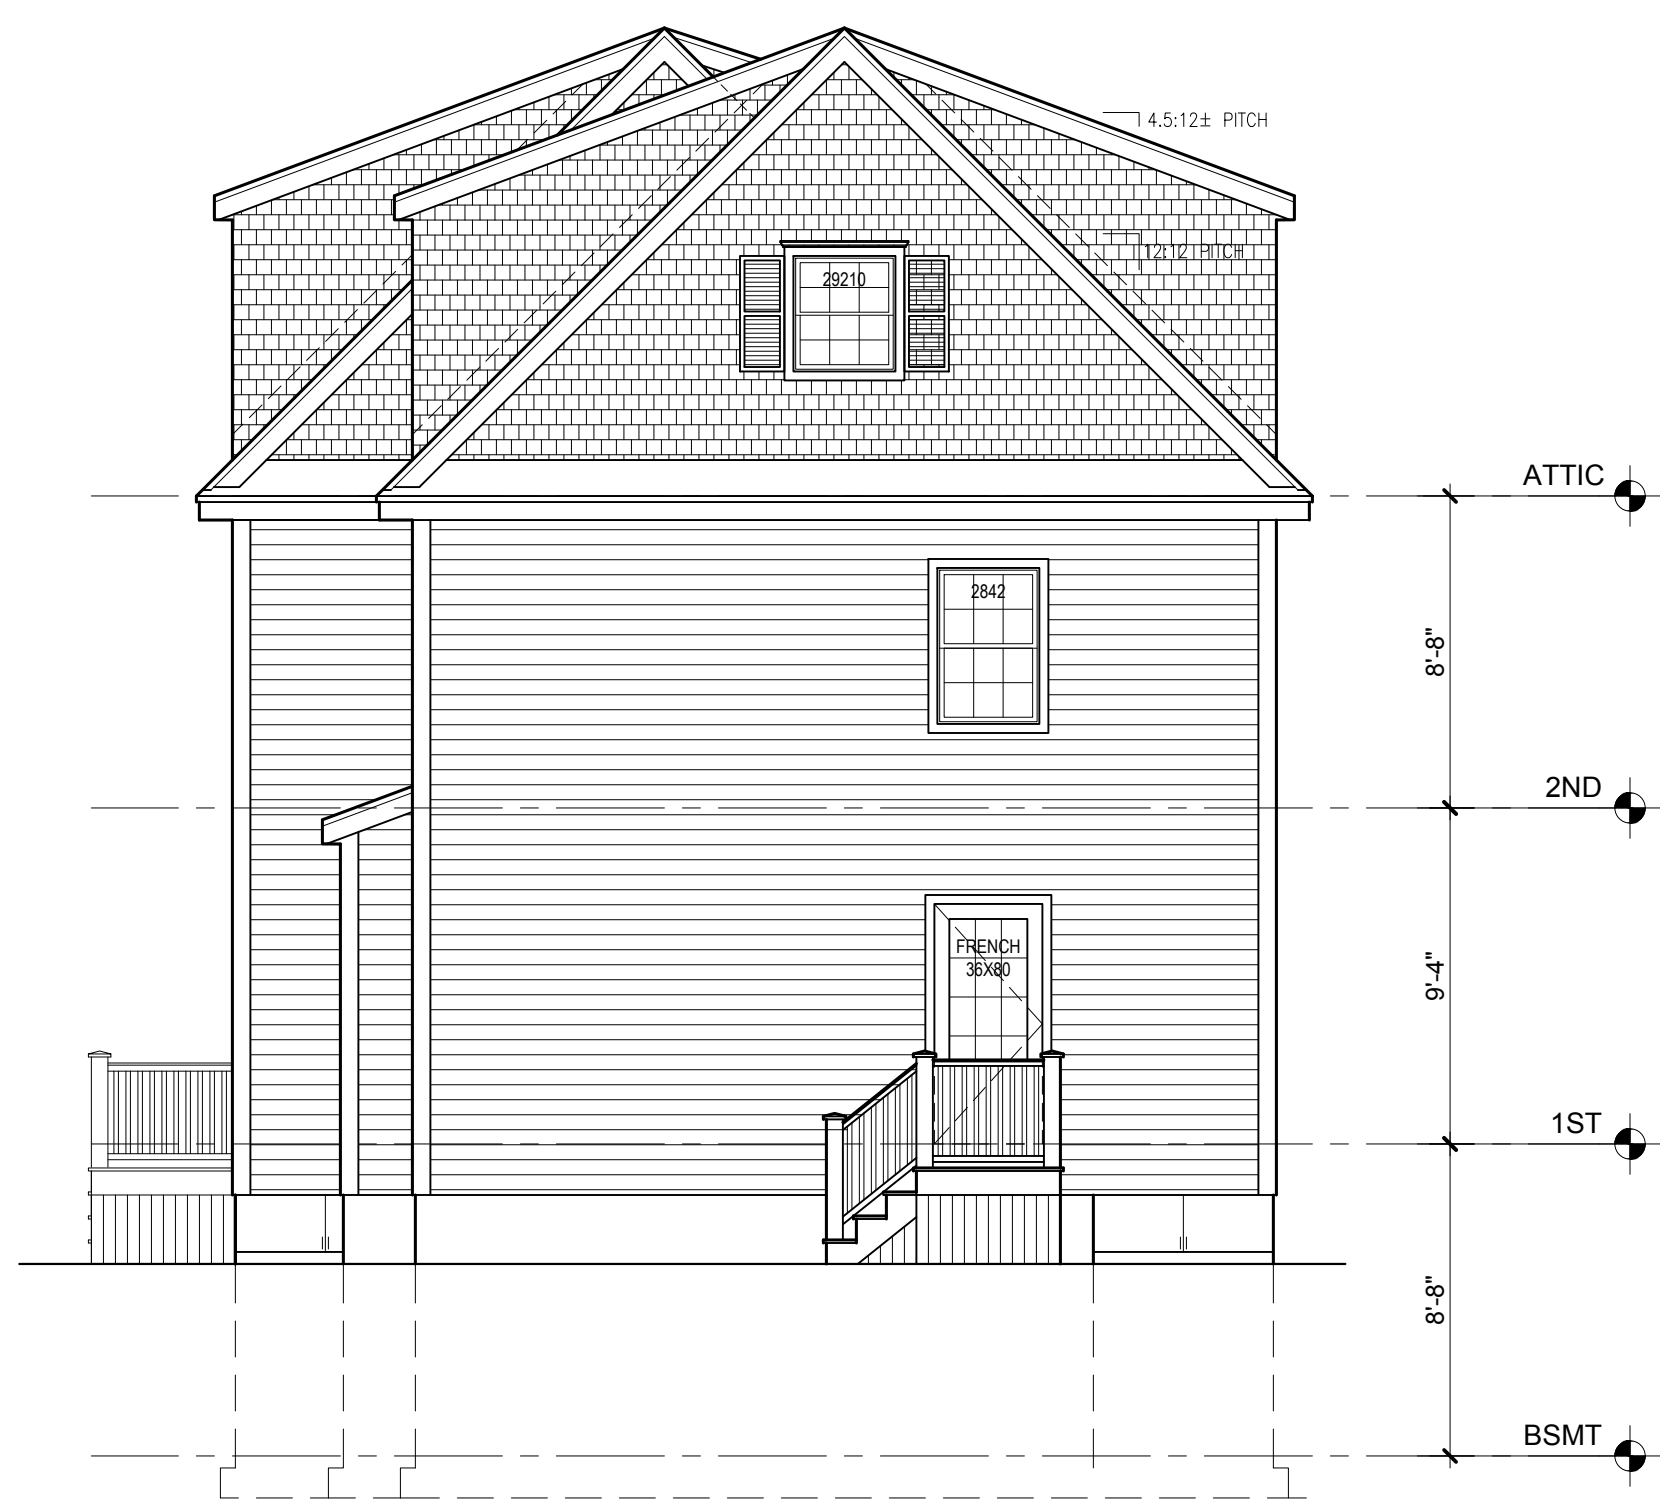 4.5:12± PITCH
12:12 PITCH
29210
ATTIC
2842
8'-8"
2ND
FRENCH
36X80
9'-4"
1ST
8'-8"
BSMT